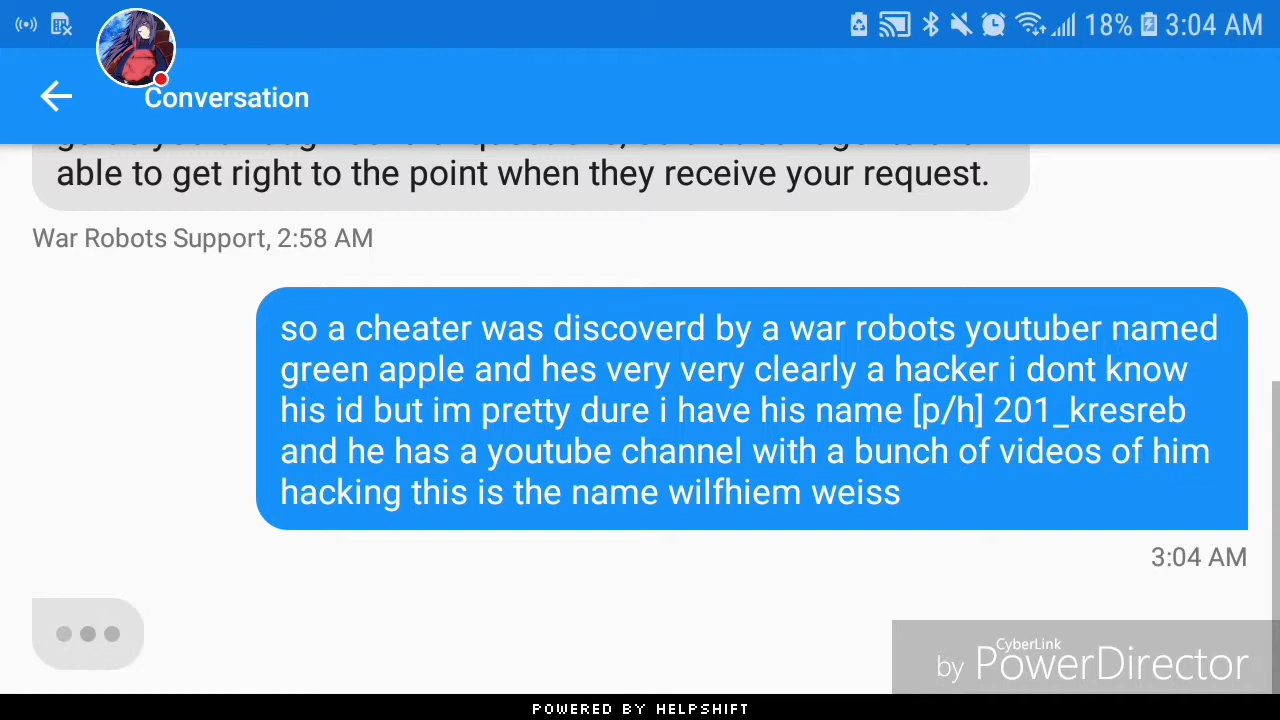 18% 3:04 AM
Conversation
able to get right to the point when they receive your request.
War Robots Support, 2:58 AM
so a cheater was discoverd by a war robots youtuber named
green apple and hes very very clearly a hacker i dont know
his id but im pretty dure i have his name [p/h] 201_kresreb
and he has a youtube channel with a bunch of videos of him
hacking this is the name wilfhiem weiss
3:04 AM
CyberLink
by PowerDirector
POWERED BY HELPSHIFT